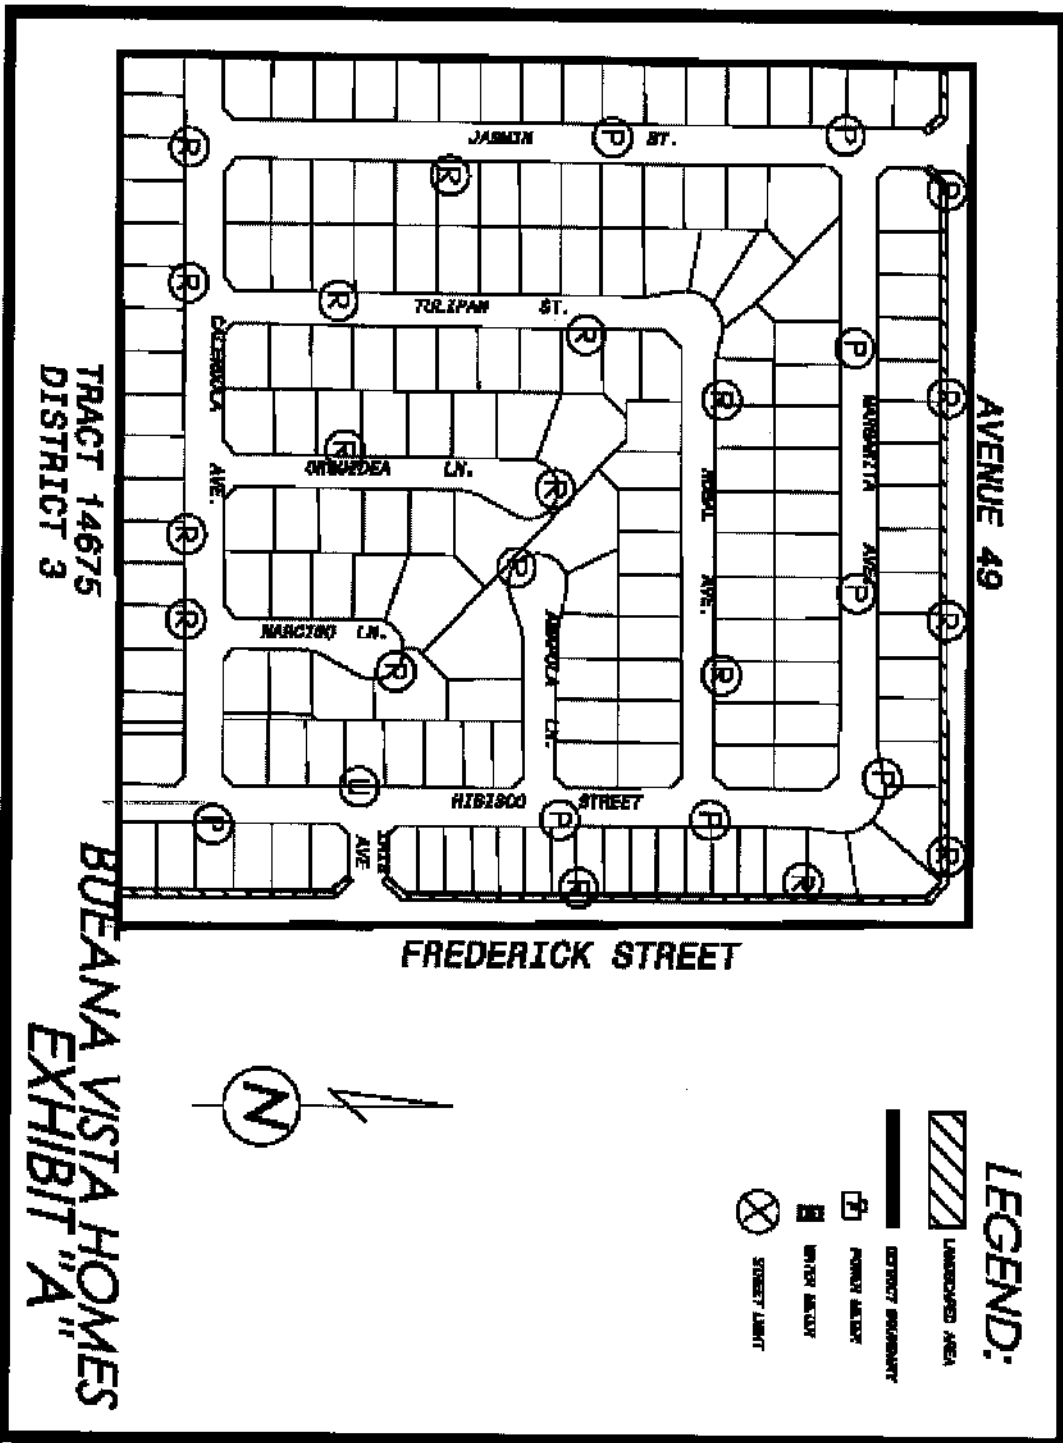 JASMIN ST.
TULIPAN ST.
AVE.
LN.
NARCISO LN.
ROSAL AVE.
MARGARITA AVE
AMAPOLA LN.
HIBISCO STREET
IRIS AVE
AVENUE 49
FREDERICK STREET
TRACT 14675
DISTRICT 3
N
LEGEND:
LANDSCAPED AREA
DISTRICT BOUNDARY
POWER METER
WATER METER
STREET LIGHT
BUEANA VISTA HOMES
EXHIBIT "A"